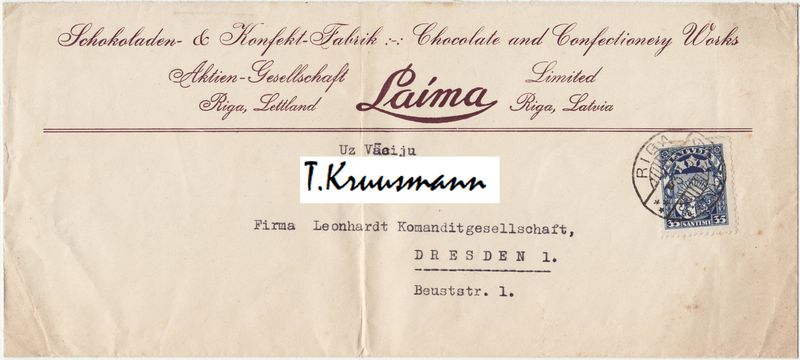 Schokoladen- & Konfekt-Fabrik :-: Chocolate and Confectionery Works
Aktien-Gesellschaft Laima Limited
Riga, Lettland Riga, Latvia
Uz Vāciju
T.Kruusmann
Firma Leonhardt Komanditgesellschaft,
DRESDEN 1.
Beuststr. 1.
RIGA
LATVIJA
35 SANTIMI 35